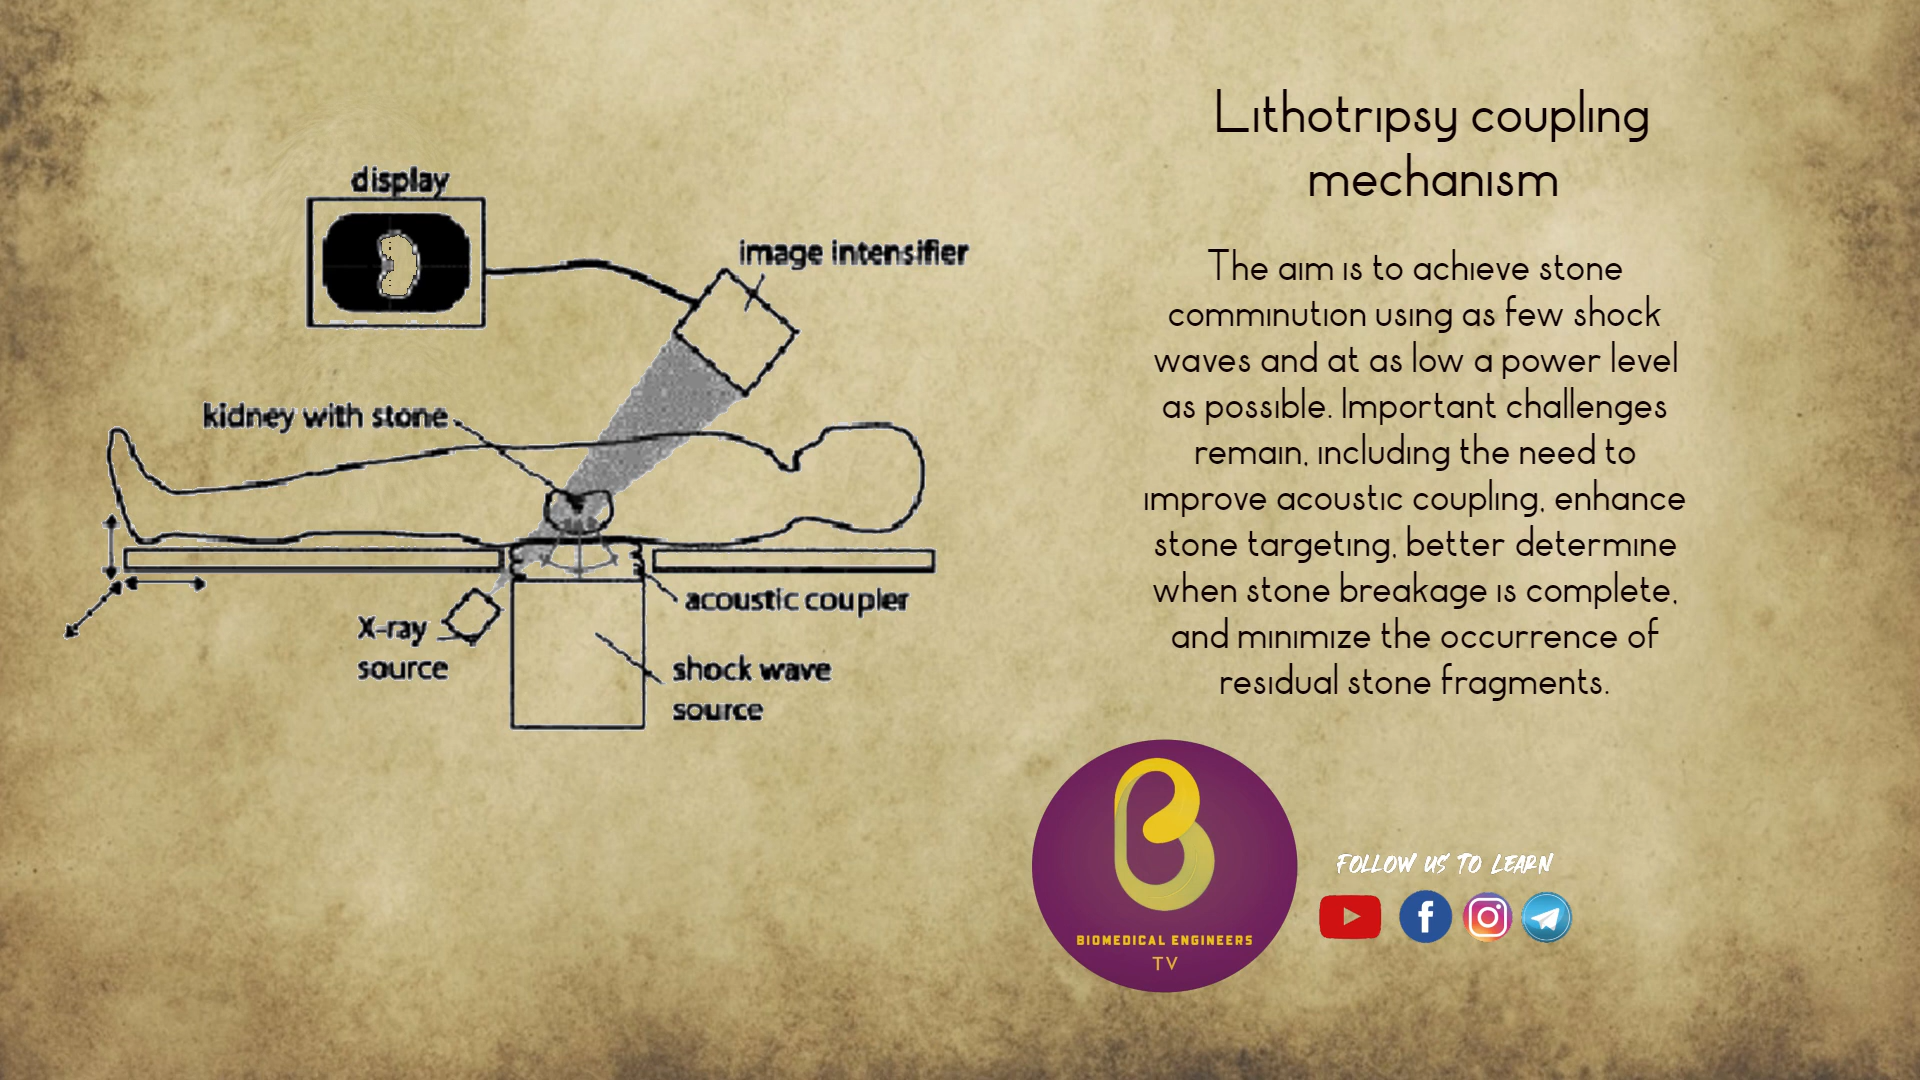 display
image intensifier
kidney with stone
acoustic coupler
X-ray
source
shock wave
source
Lithotripsy coupling
mechanism
The aim is to achieve stone
comminution using as few shock
waves and at as low a power level
as possible. Important challenges
remain, including the need to
improve acoustic coupling, enhance
stone targeting, better determine
when stone breakage is complete,
and minimize the occurrence of
residual stone fragments.
BIOMEDICAL ENGINEERS
TV
FOLLOW US TO LEARN